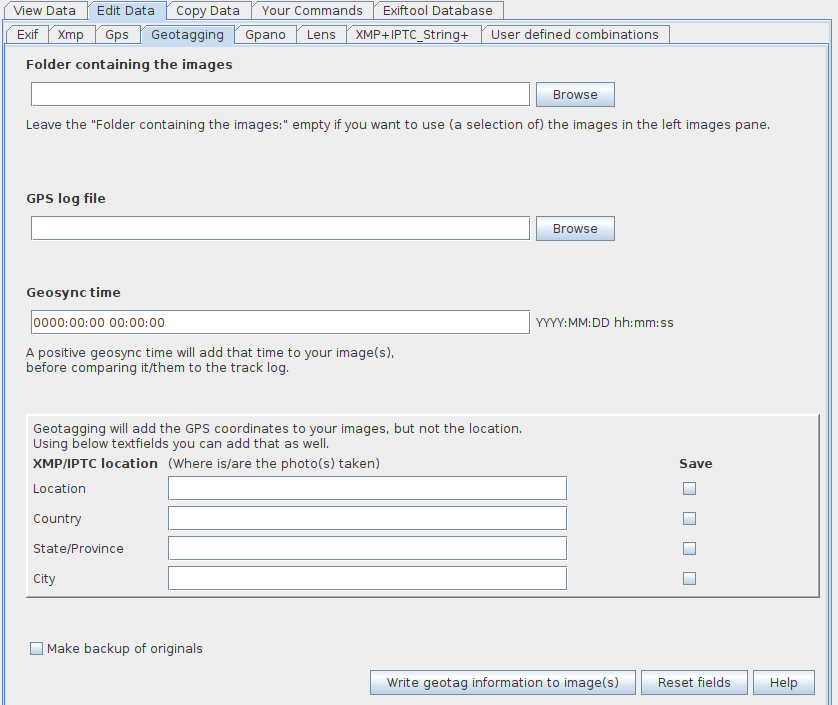 View Data Edit Data Copy Data Your Commands Exiftool Database
Exif Xmp Gps Geotagging Gpano Lens XMP+IPTC_String+ User defined combinations
Folder containing the images
Browse
Leave the "Folder containing the images:" empty if you want to use (a selection of) the images in the left images pane.
GPS log file
Browse
Geosync time
0000:00:00 00:00:00 YYYY:MM:DD hh:mm:ss
A positive geosync time will add that time to your image(s),
before comparing it/them to the track log.
Geotagging will add the GPS coordinates to your images, but not the location.
Using below textfields you can add that as well.
XMP/IPTC location (Where is/are the photo(s) taken) Save
Location
Country
State/Province
City
Make backup of originals
Write geotag information to image(s) Reset fields Help